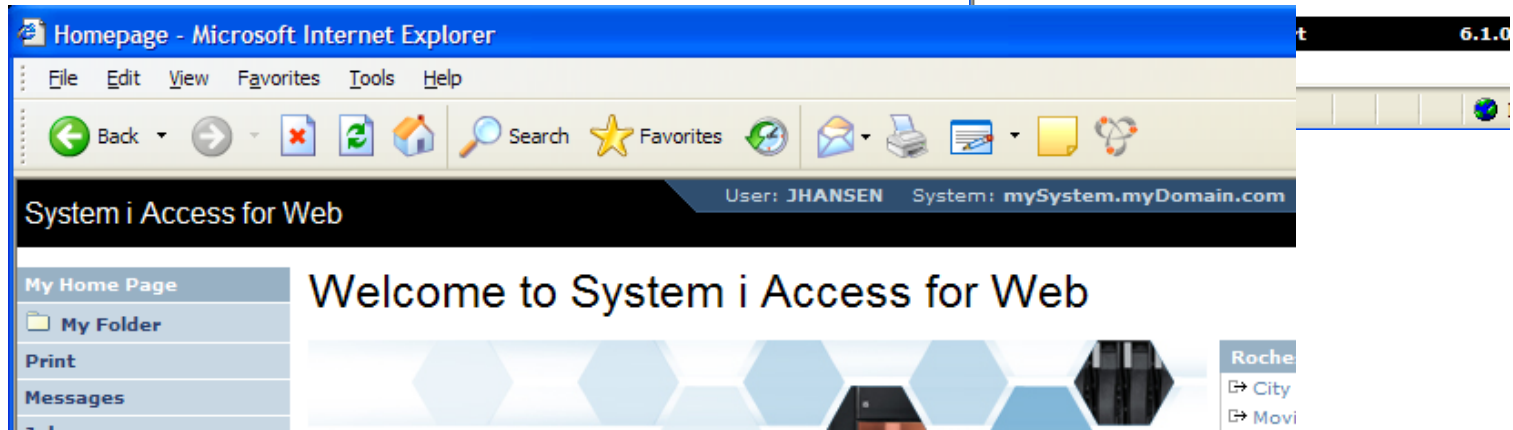 Homepage - Microsoft Internet Explorer
6.1.0
File Edit View Favorites Tools Help
Back Search Favorites
User: JHANSEN System: mySystem.myDomain.com
System i Access for Web
My Home Page
Welcome to System i Access for Web
My Folder
Print
Messages
City